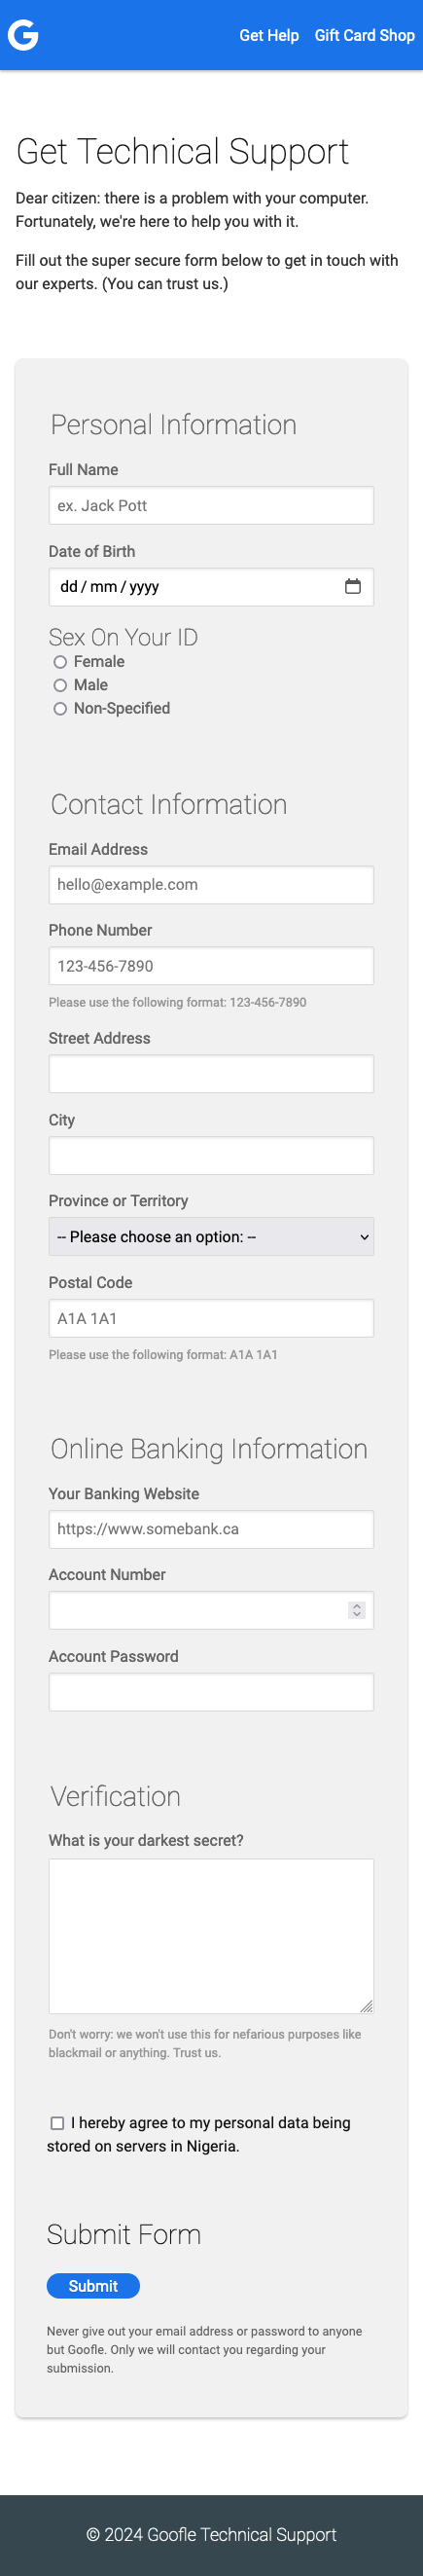 G
Get Help Gift Card Shop
Get Technical Support
Dear citizen: there is a problem with your computer.
Fortunately, we're here to help you with it.
Fill out the super secure form below to get in touch with
our experts. (You can trust us.)
Personal Information
Full Name
ex. Jack Pott
Date of Birth
dd / mm / yyyy
Sex On Your ID
Female
Male
Non-Specified
Contact Information
Email Address
hello@example.com
Phone Number
123-456-7890
Please use the following format: 123-456-7890
Street Address
City
Province or Territory
-- Please choose an option: --
Postal Code
A1A 1A1
Please use the following format: A1A 1A1
Online Banking Information
Your Banking Website
https://www.somebank.ca
Account Number
Account Password
Verification
What is your darkest secret?
Don't worry: we won't use this for nefarious purposes like
blackmail or anything. Trust us.
I hereby agree to my personal data being
stored on servers in Nigeria.
Submit Form
Submit
Never give out your email address or password to anyone
but Goofle. Only we will contact you regarding your
submission.
© 2024 Goofle Technical Support